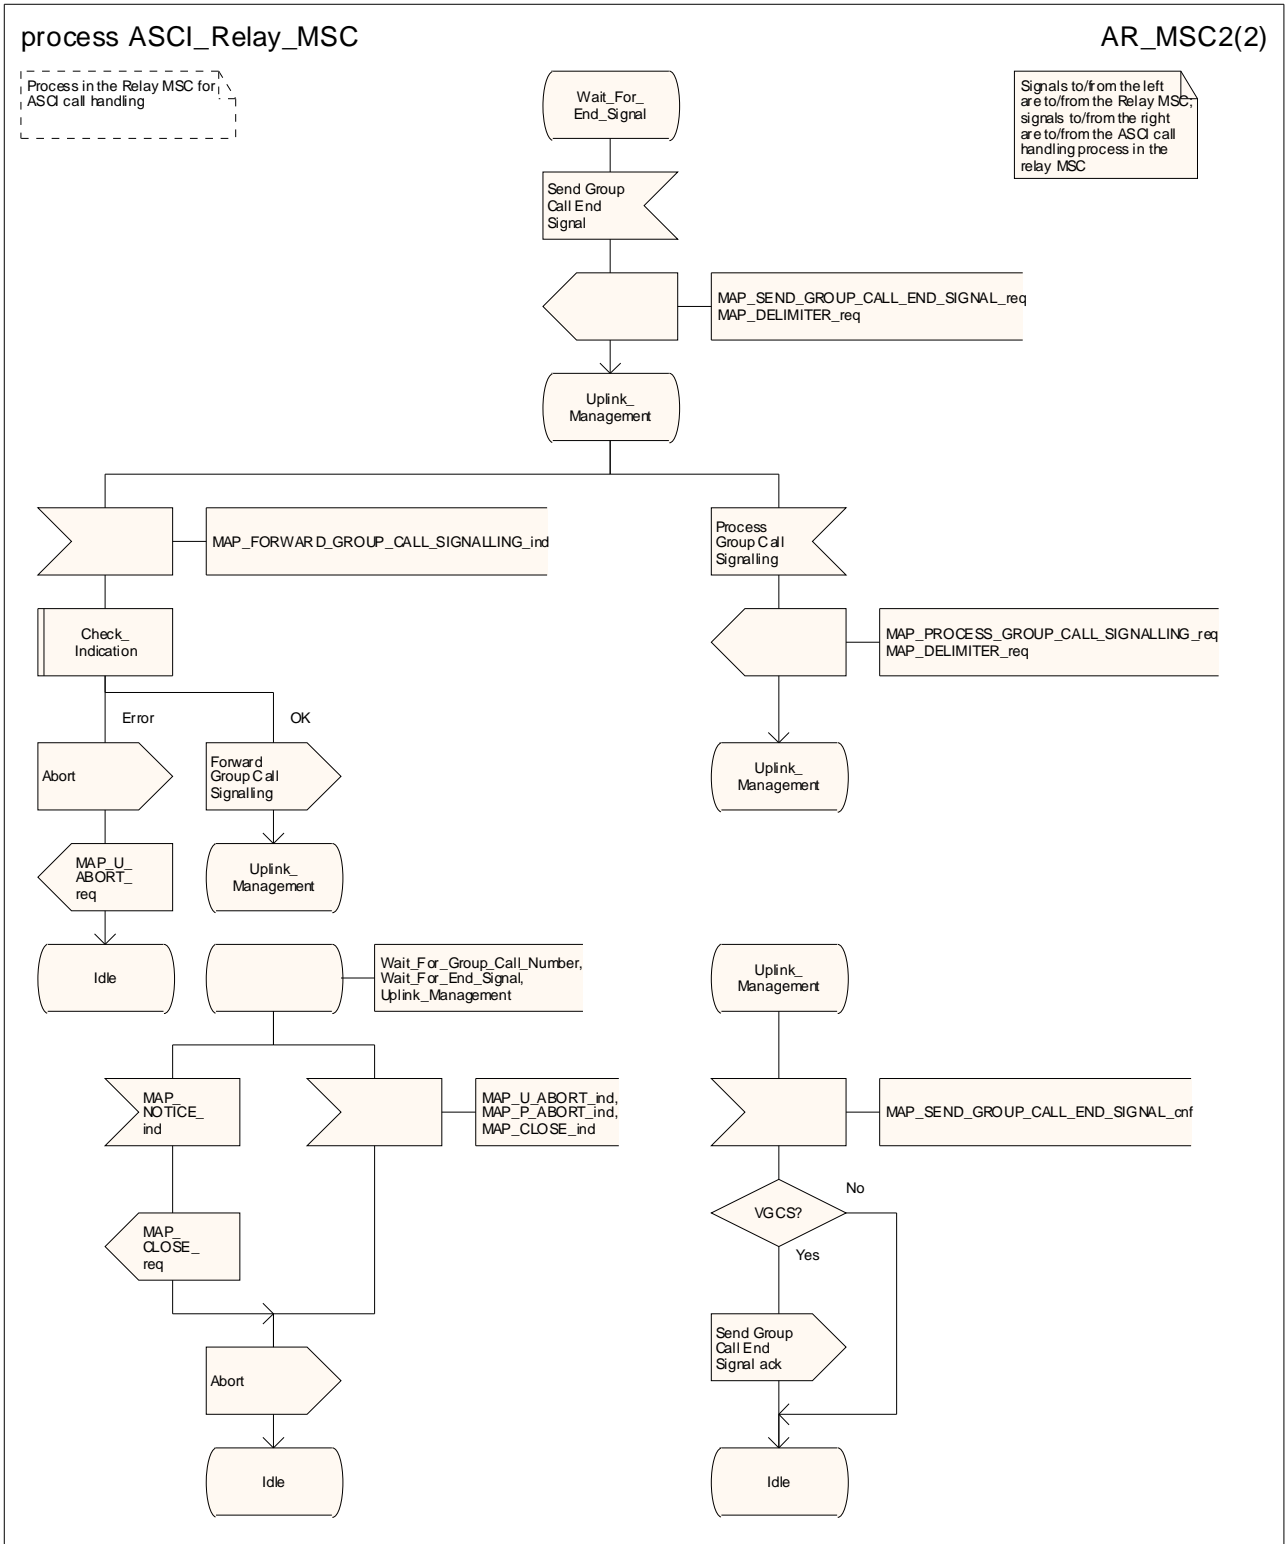 process ASCI_Relay_MSC
AR_MSC2(2)
Process in the Relay MSC for
ASCI call handling
Wait_For_
End_Signal
Signals to/from the left
are to/from the Relay MSC;
signals to/from the right
are to/from the ASCI call
handling process in the
relay MSC
Send Group
Call End
Signal
MAP_SEND_GROUP_CALL_END_SIGNAL_req
MAP_DELIMITER_req
Uplink_
Management
MAP_FORWARD_GROUP_CALL_SIGNALLING_ind
Process
Group Call
Signalling
Check_
Indication
MAP_PROCESS_GROUP_CALL_SIGNALLING_req
MAP_DELIMITER_req
Error
OK
Abort
Forward
Group Call
Signalling
Uplink_
Management
MAP_U_
ABORT_
req
Uplink_
Management
Idle
Wait_For_Group_Call_Number,
Wait_For_End_Signal,
Uplink_Management
Uplink_
Management
MAP_
NOTICE_
ind
MAP_U_ABORT_ind,
MAP_P_ABORT_ind,
MAP_CLOSE_ind
MAP_SEND_GROUP_CALL_END_SIGNAL_cnf
No
VGCS?
Yes
MAP_
CLOSE_
req
Send Group
Call End
Signal ack
Abort
Idle
Idle